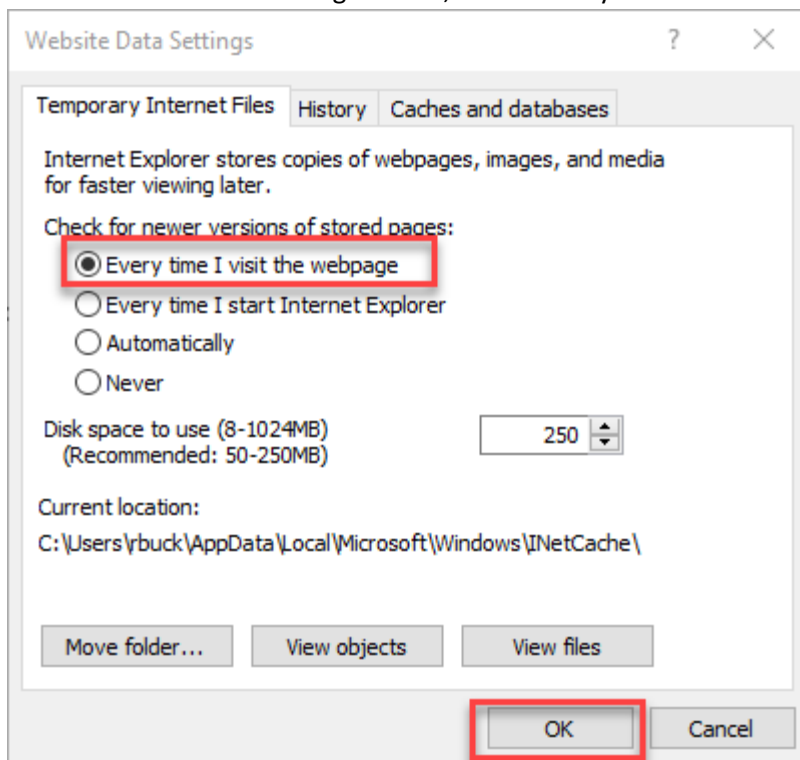 Website Data Settings
Temporary Internet Files History Caches and databases
Internet Explorer stores copies of webpages, images, and media
for faster viewing later.
Check for newer versions of stored pages:
Every time I visit the webpage
Every time I start Internet Explorer
Automatically
Never
Disk space to use (8-1024MB) 250
(Recommended: 50-250MB)
Current location:
C:\Users\rbuck\AppData\Local\Microsoft\Windows\INetCache\
Move folder... View objects View files
OK Cancel